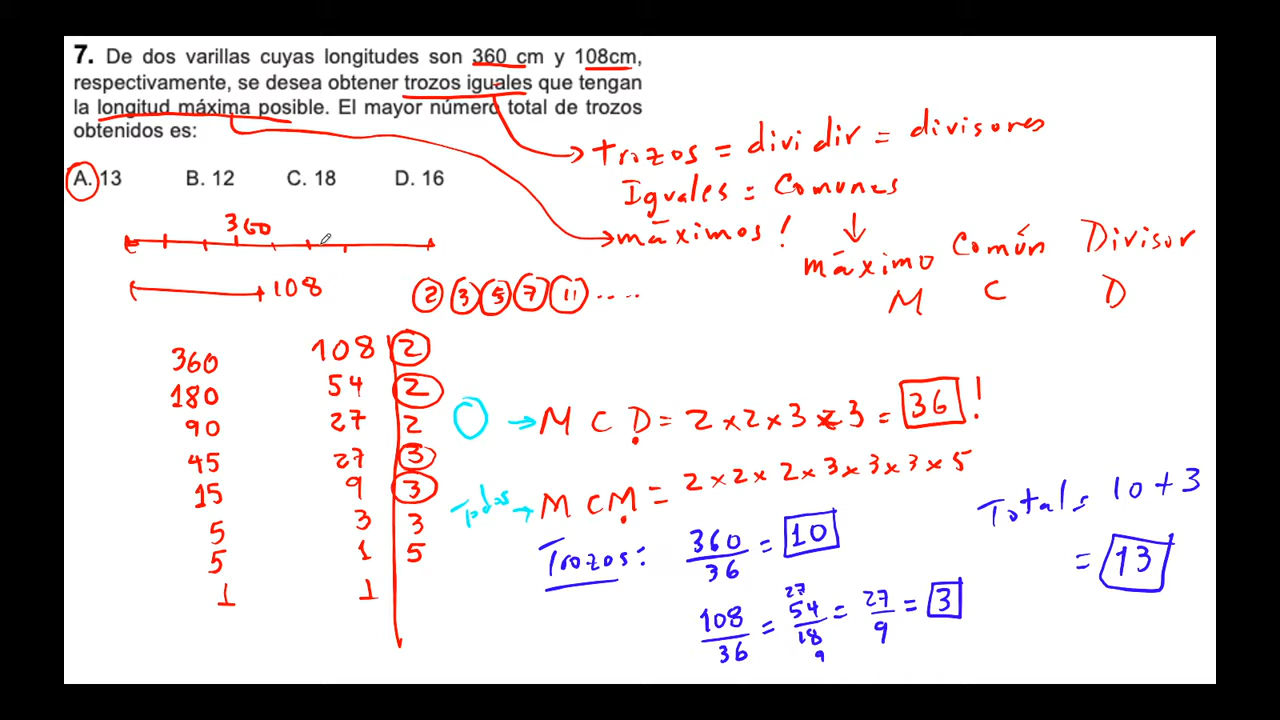 7. De dos varillas cuyas longitudes son 360 cm y 108cm,
respectivamente, se desea obtener trozos iguales que tengan
la longitud máxima posible. El mayor número total de trozos
obtenidos es:
A. 13 B. 12 C. 18 D. 16
trozos = dividir = divisores
Iguales = Comunes
máximos !
máximo Común Divisor
M C D
360
108
2 3 5 7 11 ....
360 108 2
180 54 2
90 27 2
45 27 3
15 9 3
5 3 3
5 1 5
1 1
→ M C D = 2 × 2 × 3 × 3 = 36 !
Todos → M C M = 2 × 2 × 2 × 3 × 3 × 3 × 5
Trozos: 360/36 = 10
108/36 = 54/18 = 27/9 = 3
27
9
Total = 10 + 3
= 13